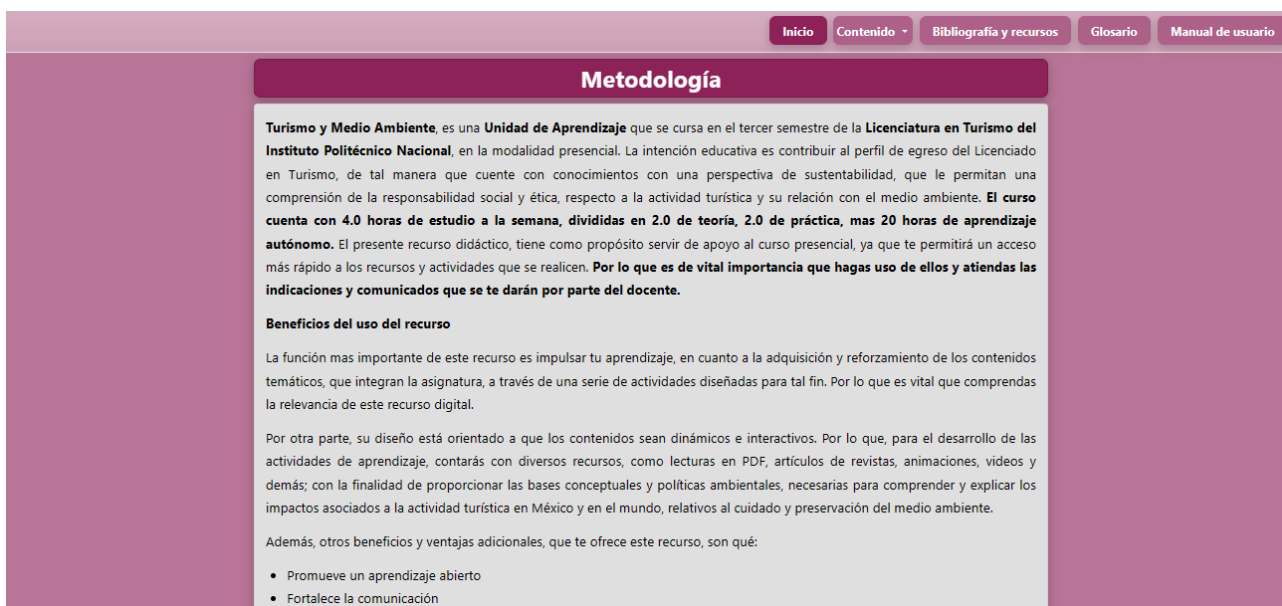 Inicio
Contenido
Bibliografía y recursos
Glosario
Manual de usuario
Metodología
Turismo y Medio Ambiente, es una Unidad de Aprendizaje que se cursa en el tercer semestre de la Licenciatura en Turismo del
Instituto Politécnico Nacional, en la modalidad presencial. La intención educativa es contribuir al perfil de egreso del Licenciado
en Turismo, de tal manera que cuente con conocimientos con una perspectiva de sustentabilidad, que le permitan una
comprensión de la responsabilidad social y ética, respecto a la actividad turística y su relación con el medio ambiente. El curso
cuenta con 4.0 horas de estudio a la semana, divididas en 2.0 de teoría, 2.0 de práctica, mas 20 horas de aprendizaje
autónomo. El presente recurso didáctico, tiene como propósito servir de apoyo al curso presencial, ya que te permitirá un acceso
más rápido a los recursos y actividades que se realicen. Por lo que es de vital importancia que hagas uso de ellos y atiendas las
indicaciones y comunicados que se te darán por parte del docente.
Beneficios del uso del recurso
La función mas importante de este recurso es impulsar tu aprendizaje, en cuanto a la adquisición y reforzamiento de los contenidos
temáticos, que integran la asignatura, a través de una serie de actividades diseñadas para tal fin. Por lo que es vital que comprendas
la relevancia de este recurso digital.
Por otra parte, su diseño está orientado a que los contenidos sean dinámicos e interactivos. Por lo que, para el desarrollo de las
actividades de aprendizaje, contarás con diversos recursos, como lecturas en PDF, artículos de revistas, animaciones, videos y
demás; con la finalidad de proporcionar las bases conceptuales y políticas ambientales, necesarias para comprender y explicar los
impactos asociados a la actividad turística en México y en el mundo, relativos al cuidado y preservación del medio ambiente.
Además, otros beneficios y ventajas adicionales, que te ofrece este recurso, son qué:
• Promueve un aprendizaje abierto
• Fortalece la comunicación